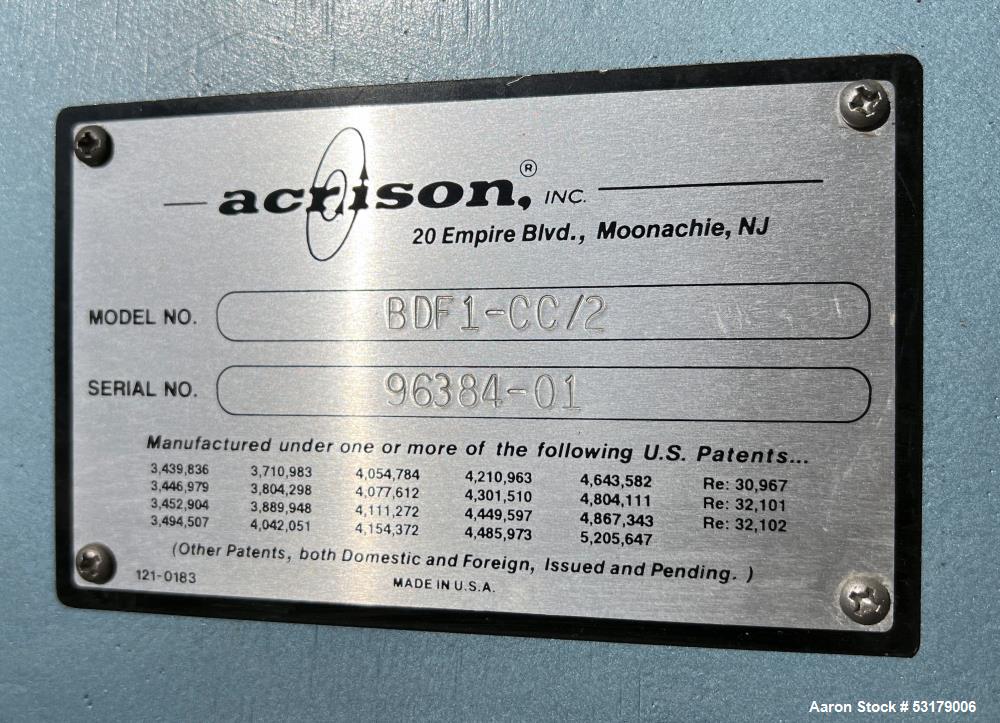 acrison, ® INC.
20 Empire Blvd., Moonachie, NJ
MODEL NO. BDF1-CC/2
SERIAL NO. 96384-01
Manufactured under one or more of the following U.S. Patents...
3,439,836 3,710,983 4,054,784 4,210,963 4,643,582 Re: 30,967
3,446,979 3,804,298 4,077,612 4,301,510 4,804,111 Re: 32,101
3,452,904 3,889,948 4,111,272 4,449,597 4,867,343 Re: 32,102
3,494,507 4,042,051 4,154,372 4,485,973 5,205,647
(Other Patents, both Domestic and Foreign, Issued and Pending. )
121-0183 MADE IN U.S.A.
Aaron Stock # 53179006